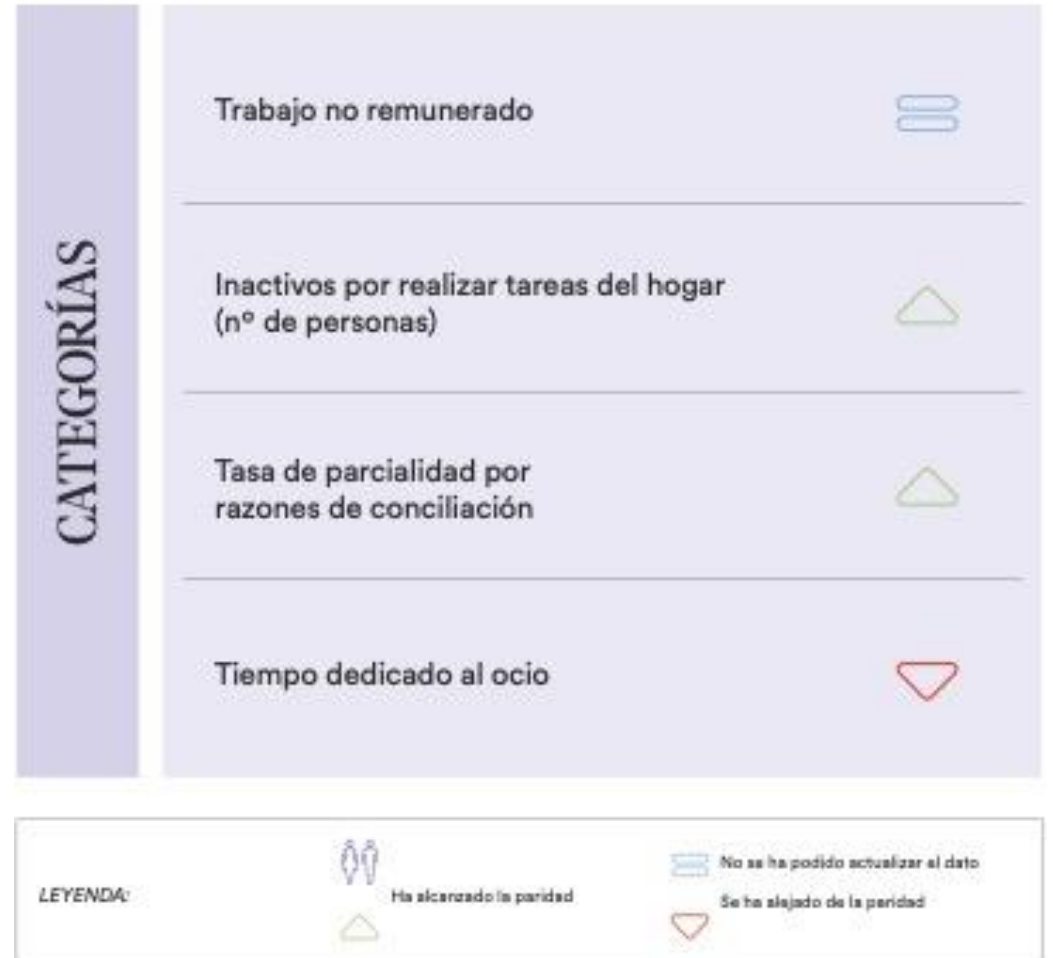 CATEGORÍAS
Trabajo no remunerado
Inactivos por realizar tareas del hogar
(nº de personas)
Tasa de parcialidad por
razones de conciliación
Tiempo dedicado al ocio
LEYENDA:
Ha alcanzado la paridad
No se ha podido actualizar el dato
Se ha alejado de la paridad